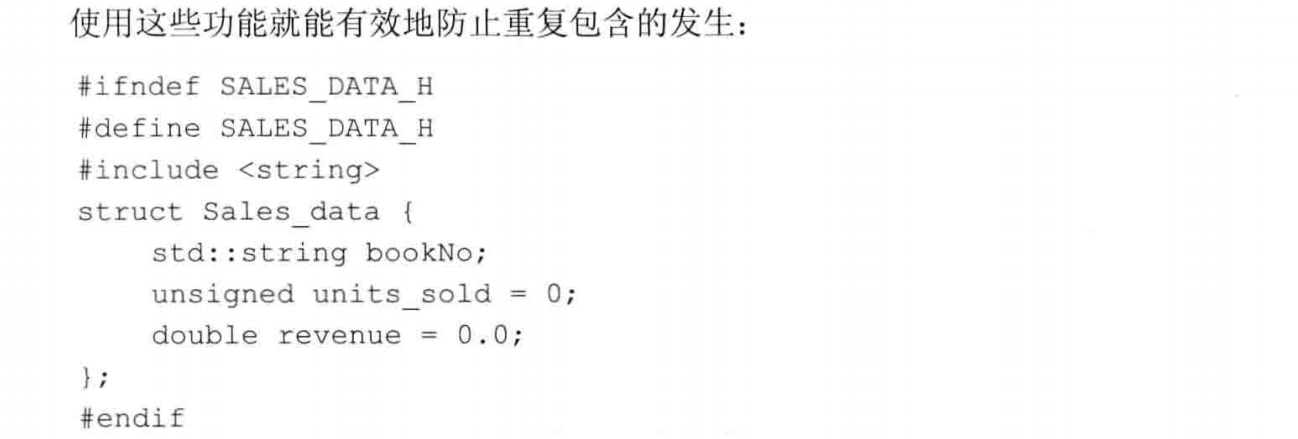 使用这些功能就能有效地防止重复包含的发生：
#ifndef SALES_DATA_H
#define SALES_DATA_H
#include <string>
struct Sales_data {
    std::string bookNo;
    unsigned units_sold = 0;
    double revenue = 0.0;
};
#endif